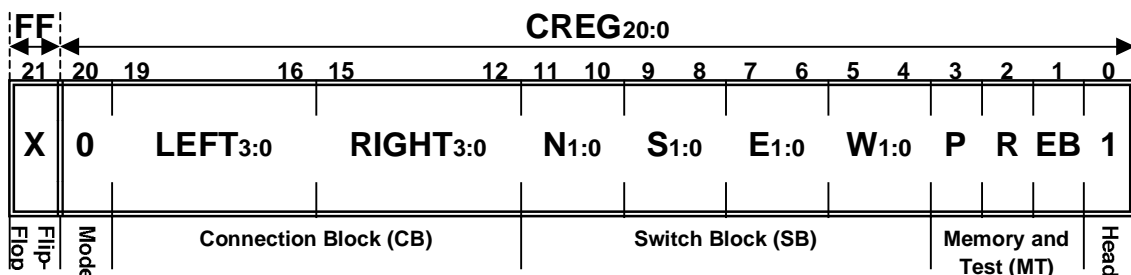 FF CREG20:0
21 20 19 16 15 12 11 10 9 8 7 6 5 4 3 2 1 0
X 0 LEFT3:0 RIGHT3:0 N1:0 S1:0 E1:0 W1:0 P R EB 1
Flip-
Flop
Mode
Connection Block (CB)
Switch Block (SB)
Memory and
Test (MT)
Head